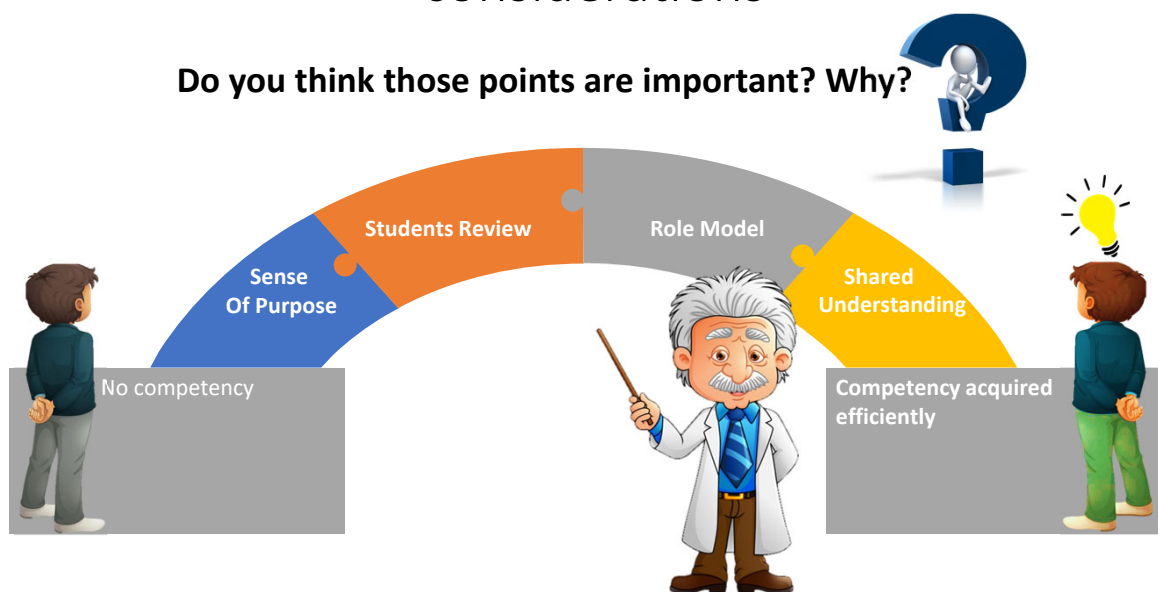 Do you think those points are important? Why?
Students Review
Role Model
Sense
Of Purpose
Shared
Understanding
No competency
Competency acquired
efficiently